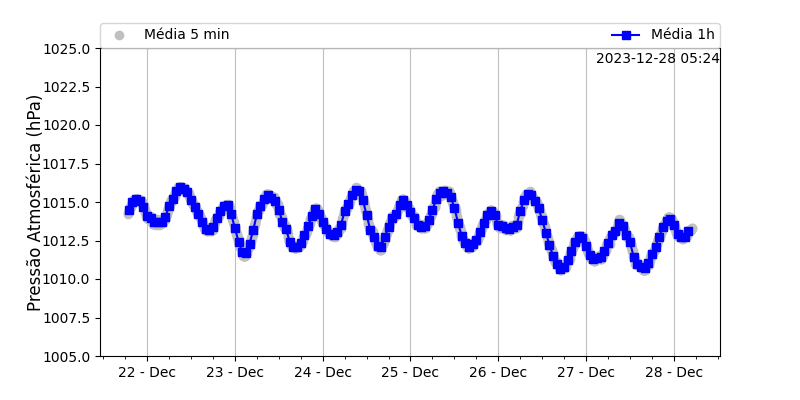 Média 5 min
Média 1h
2023-12-28 05:24
Pressão Atmosférica (hPa)
1025.0
1022.5
1020.0
1017.5
1015.0
1012.5
1010.0
1007.5
1005.0
22 - Dec
23 - Dec
24 - Dec
25 - Dec
26 - Dec
27 - Dec
28 - Dec